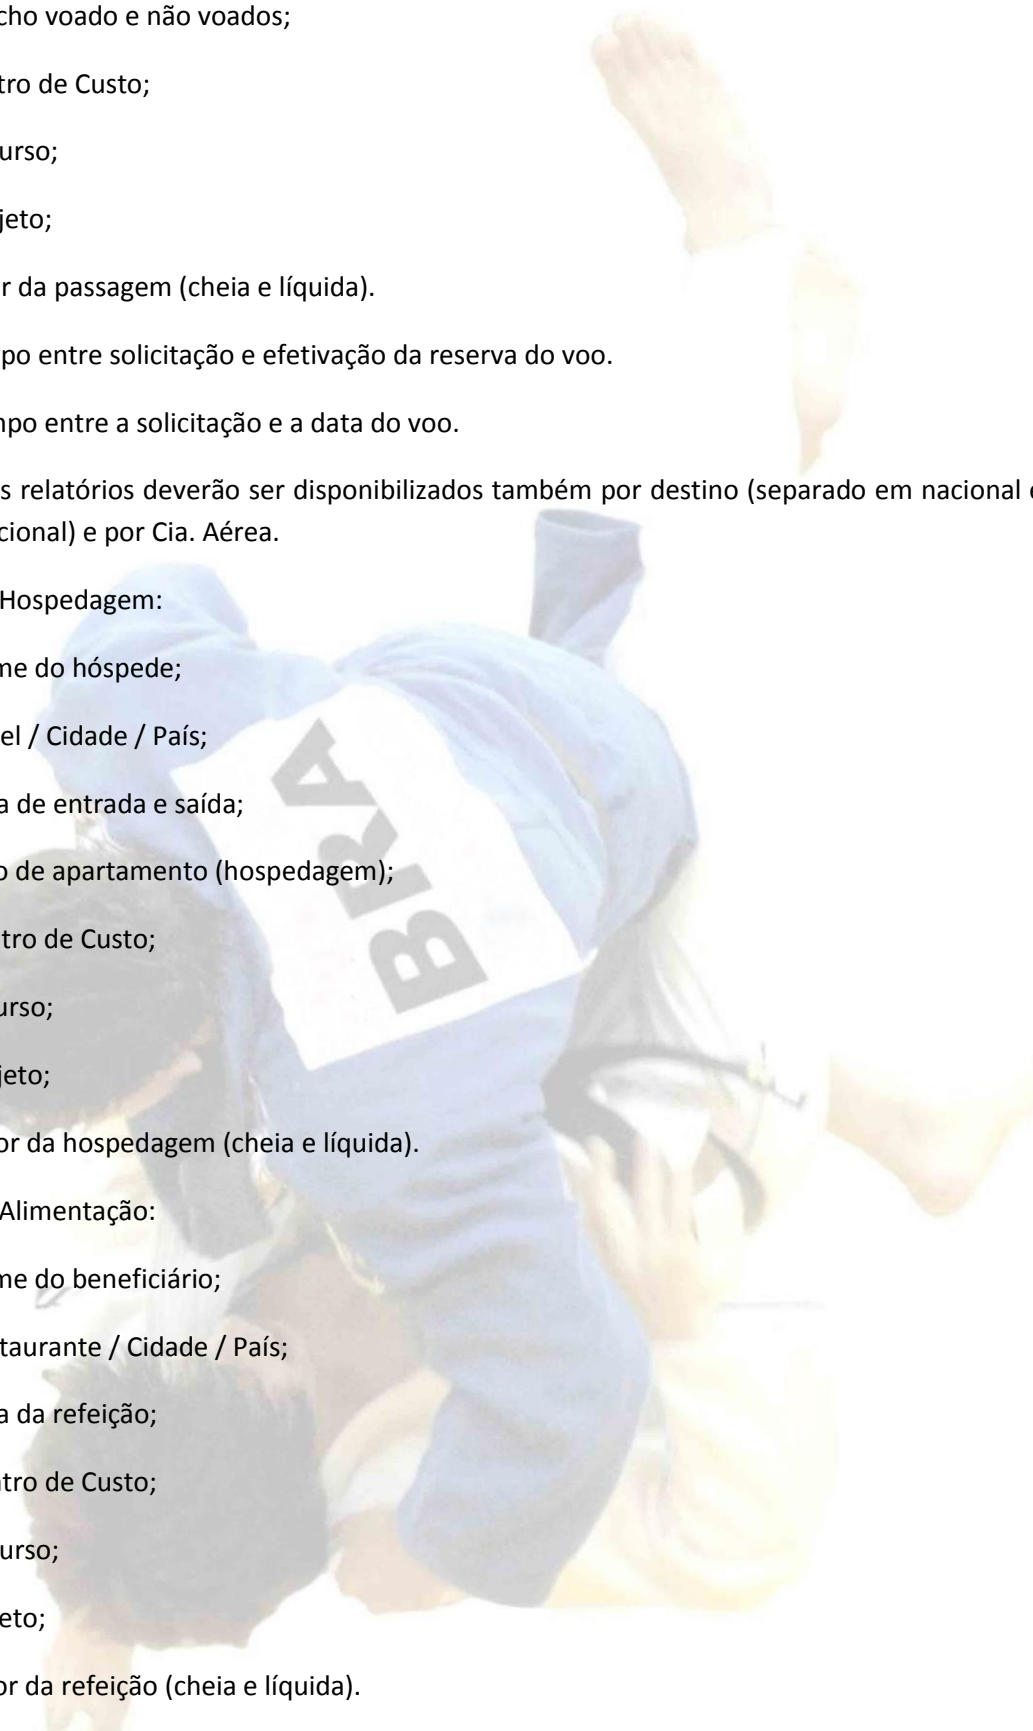 cho voado e não voados;
tro de Custo;
urso;
jeto;
r da passagem (cheia e líquida).
po entre solicitação e efetivação da reserva do voo.
npo entre a solicitação e a data do voo.
s relatórios deverão ser disponibilizados também por destino (separado em nacional e
cional) e por Cia. Aérea.
Hospedagem:
me do hóspede;
el / Cidade / País;
a de entrada e saída;
o de apartamento (hospedagem);
tro de Custo;
urso;
jeto;
or da hospedagem (cheia e líquida).
Alimentação:
me do beneficiário;
taurante / Cidade / País;
a da refeição;
ntro de Custo;
urso;
eto;
or da refeição (cheia e líquida).
BRA